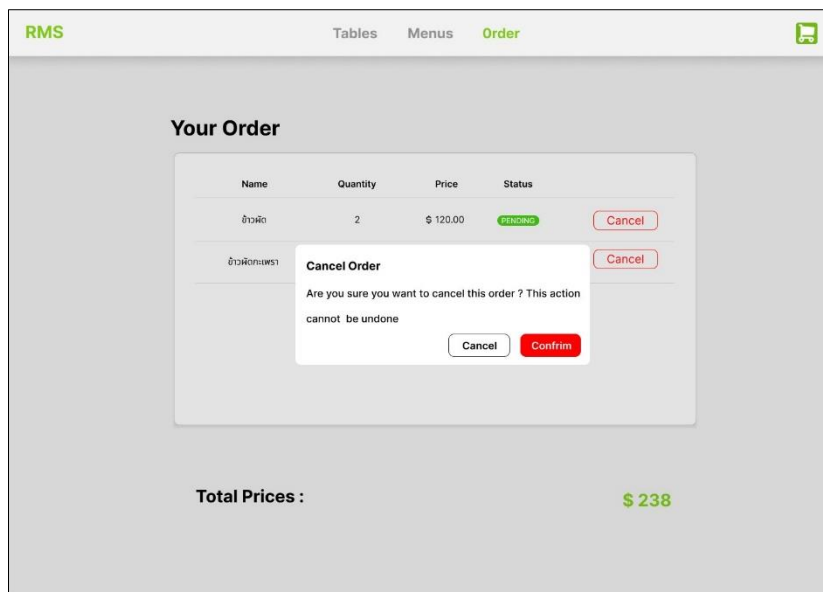 RMS Tables Menus Order
Your Order
Name Quantity Price Status
ข้าวผัด 2 $ 120.00 PENDING Cancel
ข้าวผัดกะเพรา Cancel
Cancel Order
Are you sure you want to cancel this order ? This action
cannot be undone
Cancel Confrim
Total Prices : $ 238